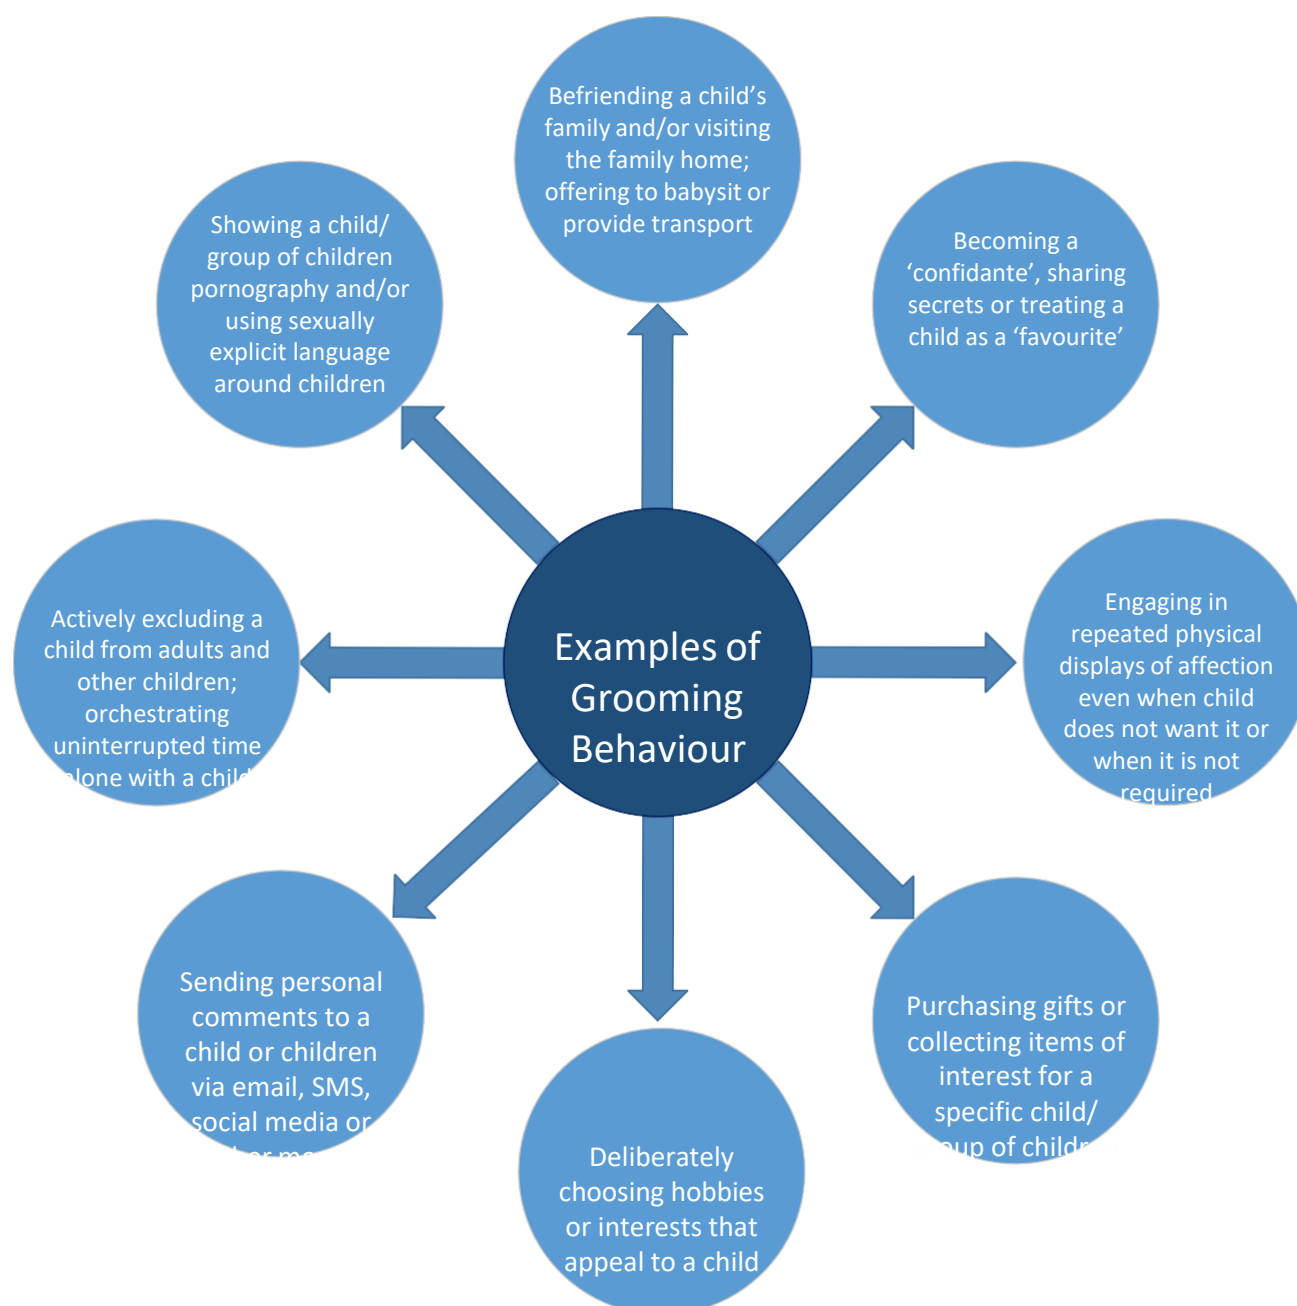 Befriending a child’s
family and/or visiting
the family home;
offering to babysit or
provide transport
Becoming a
‘confidante’, sharing
secrets or treating a
child as a ‘favourite’
Engaging in
repeated physical
displays of affection
even when child
does not want it or
when it is not
required
Purchasing gifts or
collecting items of
interest for a
specific child/
of
Deliberately
choosing hobbies
or interests that
appeal to a child
Sending personal
comments to a
child or children
via email, SMS,
social media or
Actively excluding a
child from adults and
other children;
orchestrating
uninterrupted time
alone with a child
Showing a child/
group of children
pornography and/or
using sexually
explicit language
around children
Examples of
Grooming
Behaviour